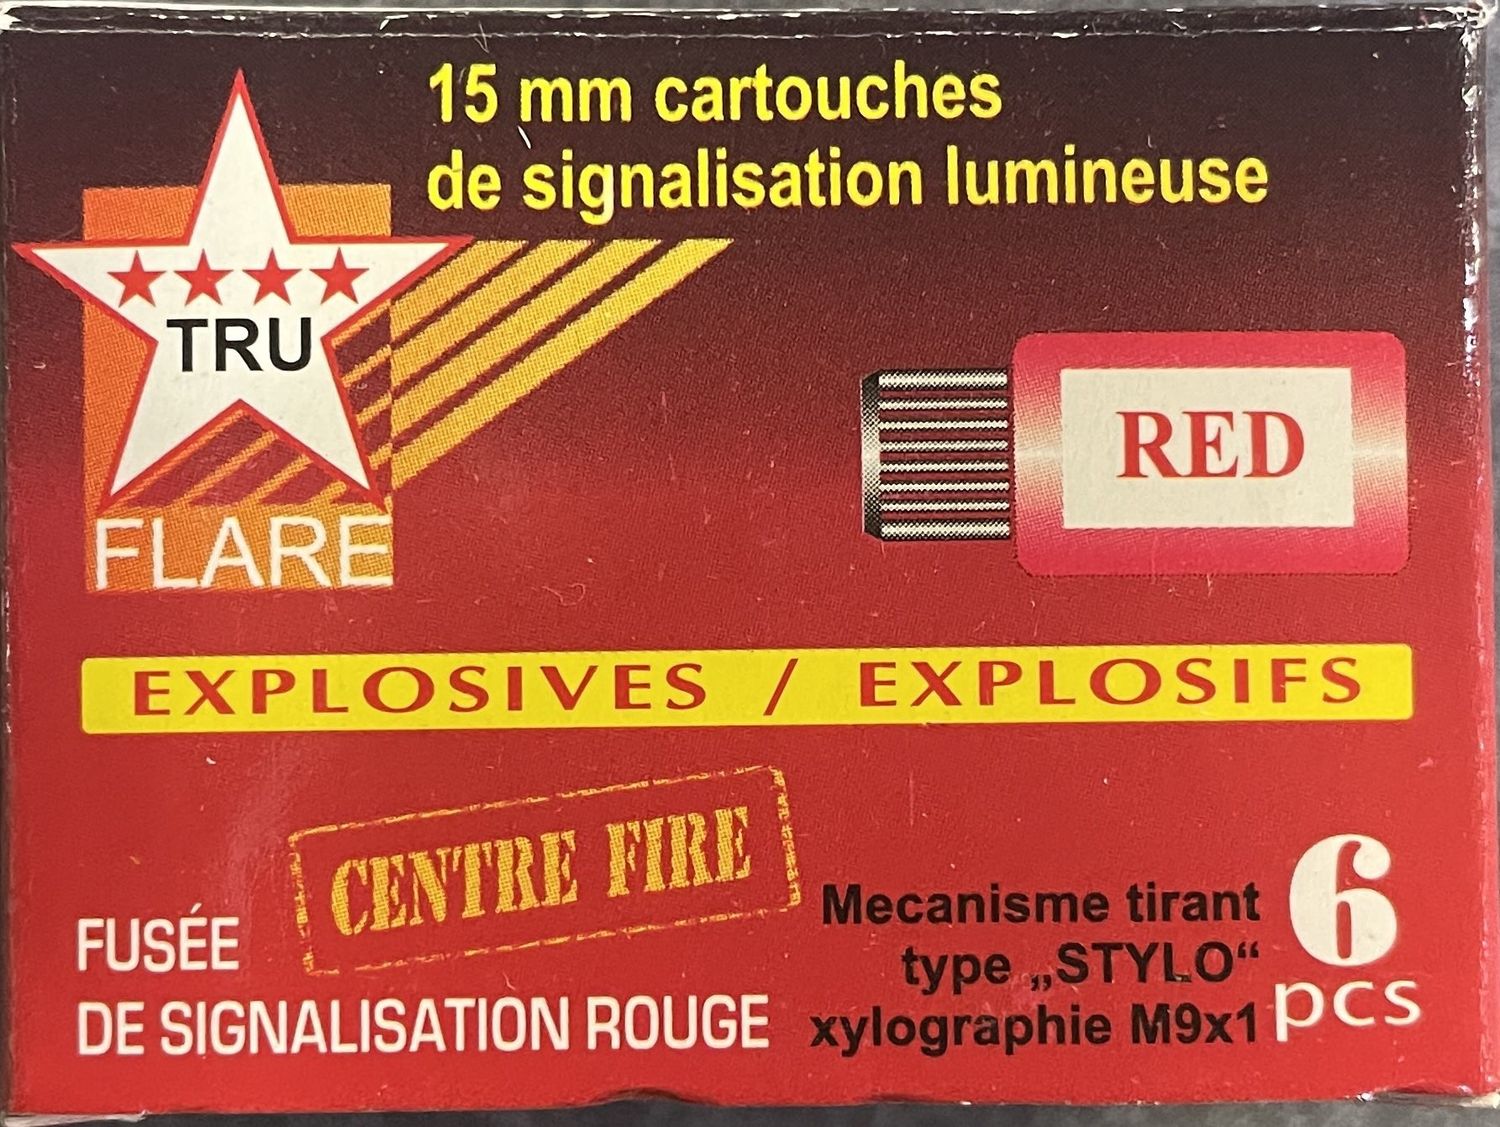 15 mm cartouches
de signalisation lumineuse
TRU
FLARE
RED
EXPLOSIVES / EXPLOSIFS
CENTRE FIRE
FUSÉE
DE SIGNALISATION ROUGE
Mecanisme tirant
type „STYLO“
xylographie M9x1
6
pcs